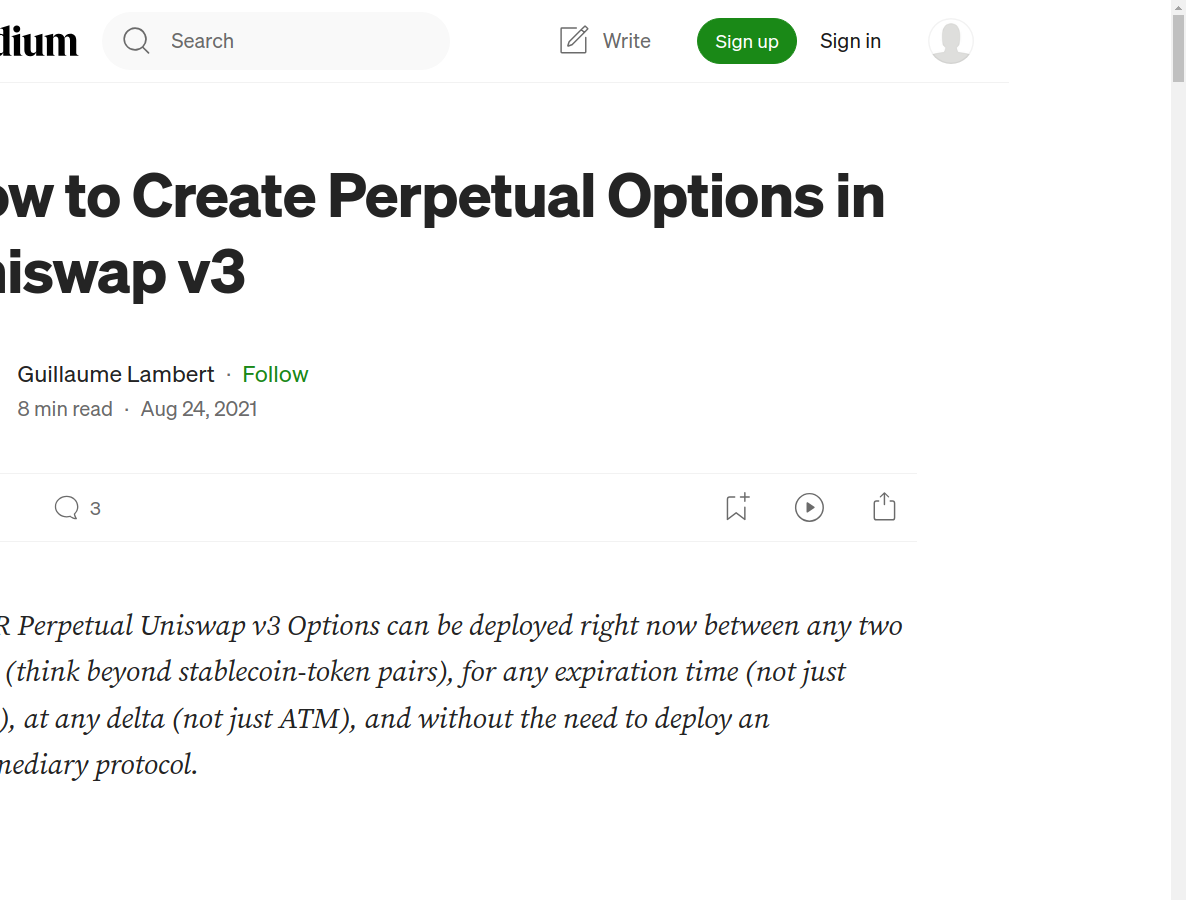 dium
Search
Write
Sign up
Sign in
ow to Create Perpetual Options in
niswap v3
Guillaume Lambert · Follow
8 min read · Aug 24, 2021
3
R Perpetual Uniswap v3 Options can be deployed right now between any two
(think beyond stablecoin-token pairs), for any expiration time (not just
), at any delta (not just ATM), and without the need to deploy an
mediary protocol.